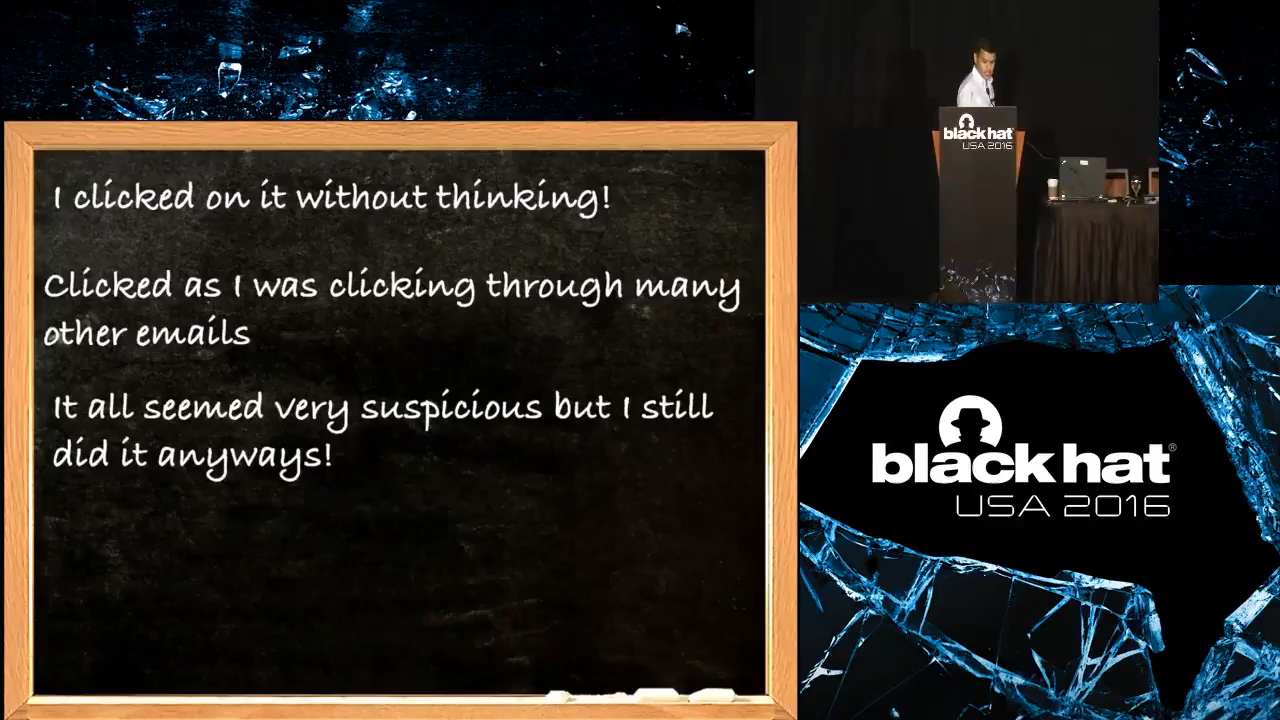 I clicked on it without thinking!
Clicked as I was clicking through many
other emails
It all seemed very suspicious but I still
did it anyways!
black hat
USA 2016
black hat®
USA 2016